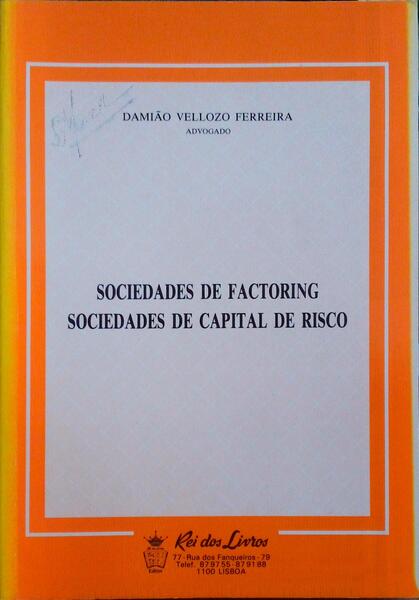 DAMIÃO VELLOZO FERREIRA
ADVOGADO
SOCIEDADES DE FACTORING
SOCIEDADES DE CAPITAL DE RISCO
Rei dos Livros
77-Rua dos Fanqueiros-79
Telef. 879755-879188
1100 LISBOA